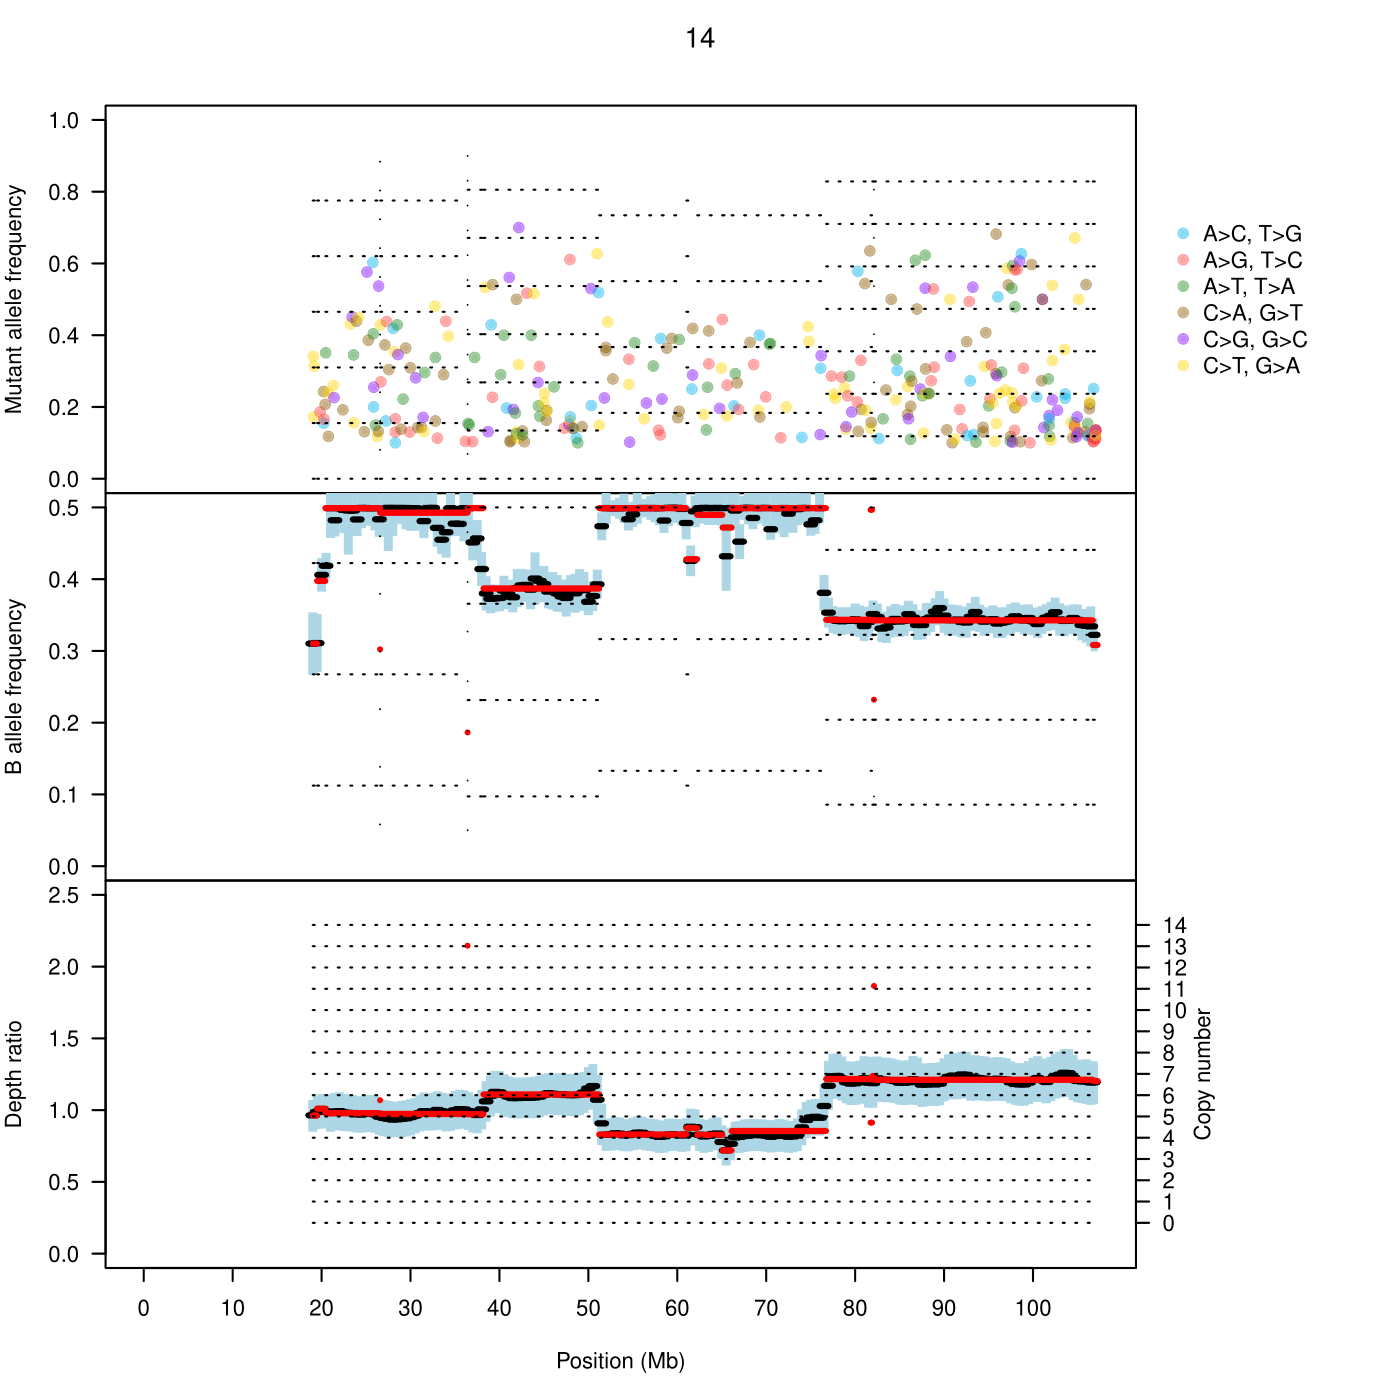 14
Mutant allele frequency
1.0
0.8
0.6
0.4
0.2
0.0
A>C, T>G
A>G, T>C
A>T, T>A
C>A, G>T
C>G, G>C
C>T, G>A
B allele frequency
0.5
0.4
0.3
0.2
0.1
0.0
Depth ratio
2.5
2.0
1.5
1.0
0.5
0.0
14
13
12
11
10
9
8
7
6
5
4
3
2
1
0
Copy number
0 10 20 30 40 50 60 70 80 90 100
Position (Mb)